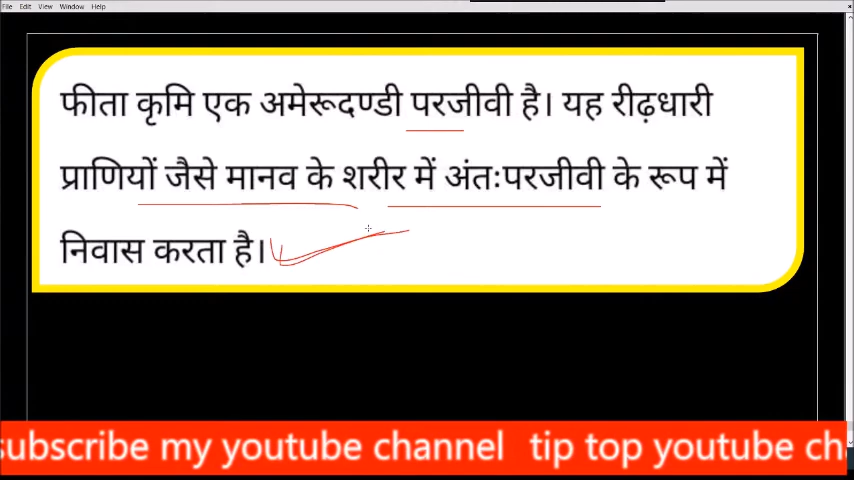 File Edit View Window Help
फीता कृमि एक अमेरूदण्डी परजीवी है। यह रीढ़धारी
प्राणियों जैसे मानव के शरीर में अंतःपरजीवी के रूप में
निवास करता है।
subscribe my youtube channel tip top youtube ch